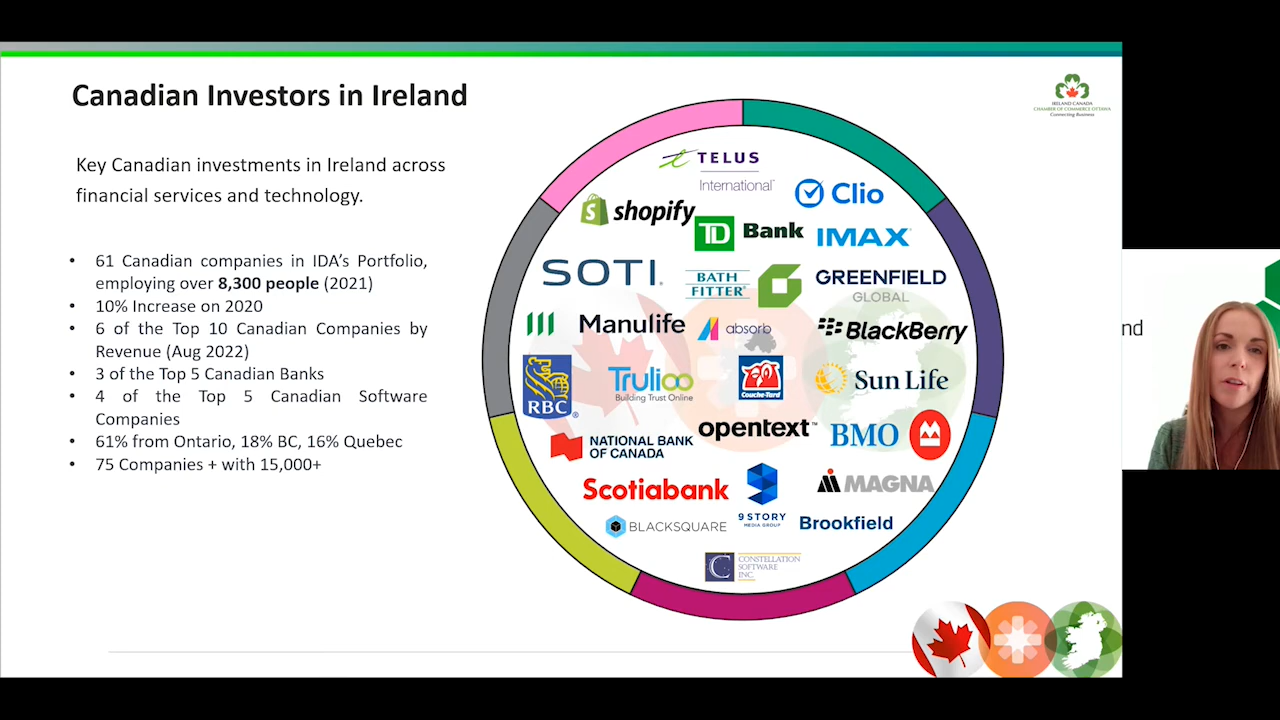 Canadian Investors in Ireland
IRELAND CANADA
CHAMBER OF COMMERCE OTTAWA
Connecting Business
Key Canadian investments in Ireland across
financial services and technology.
• 61 Canadian companies in IDA's Portfolio,
employing over 8,300 people (2021)
• 10% Increase on 2020
• 6 of the Top 10 Canadian Companies by
Revenue (Aug 2022)
• 3 of the Top 5 Canadian Banks
• 4 of the Top 5 Canadian Software
Companies
• 61% from Ontario, 18% BC, 16% Quebec
• 75 Companies + with 15,000+
TELUS
International™
Clio
shopify
TD Bank
IMAX®
SOTI®
BATH
FITTER®
GREENFIELD
GLOBAL
Manulife
absorb
BlackBerry
RBC®
Trulioo
Building Trust Online
Couche-Tard
Sun Life
opentext™
BMO
NATIONAL BANK
OF CANADA
Scotiabank
9 STORY
MEDIA GROUP
MAGNA
BLACKSQUARE
Brookfield
C CONSTELLATION
SOFTWARE
INC.
nd